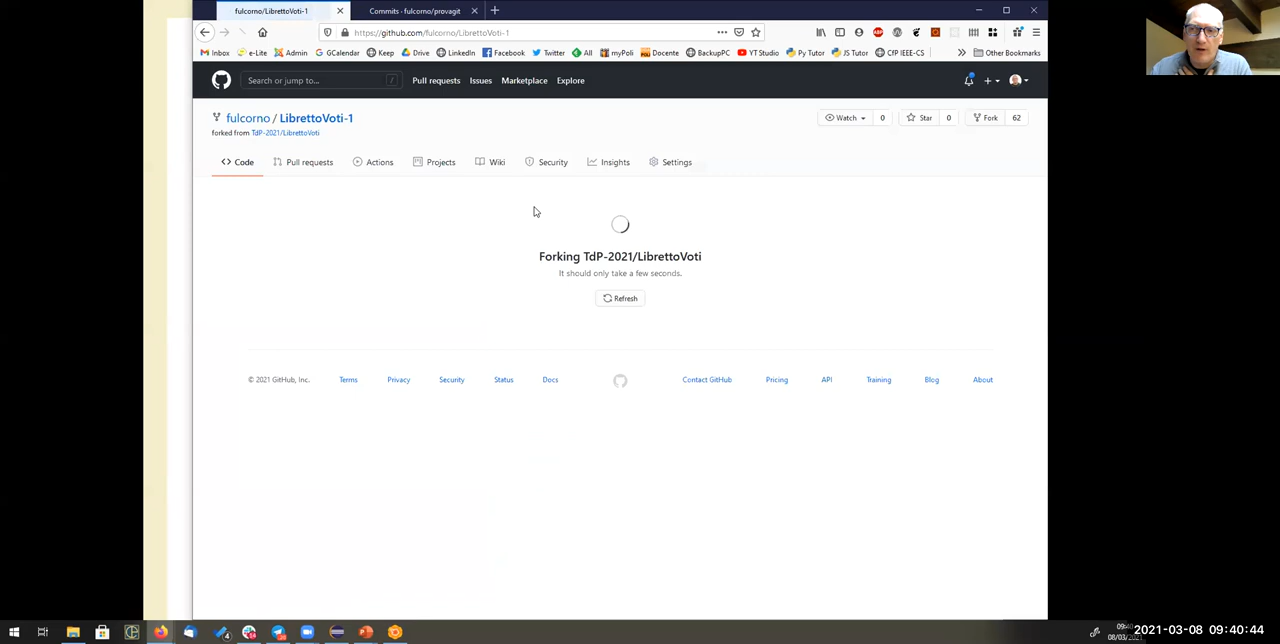 fulcorno/LibrettoVoti-1
Commits · fulcorno/provagit
https://github.com/fulcorno/LibrettoVoti-1
Inbox e-Lite Admin GCalendar Keep Drive LinkedIn Facebook Twitter All myPoli Docente BackupPC YT Studio Py Tutor JS Tutor CfP IEEE-CS Other Bookmarks
Search or jump to... /
Pull requests Issues Marketplace Explore
fulcorno / LibrettoVoti-1
Watch 0 Star 0 Fork 62
forked from TdP-2021/LibrettoVoti
Code Pull requests Actions Projects Wiki Security Insights Settings
Forking TdP-2021/LibrettoVoti
It should only take a few seconds.
Refresh
© 2021 GitHub, Inc. Terms Privacy Security Status Docs Contact GitHub Pricing API Training Blog About
2021-03-08 09:40:44